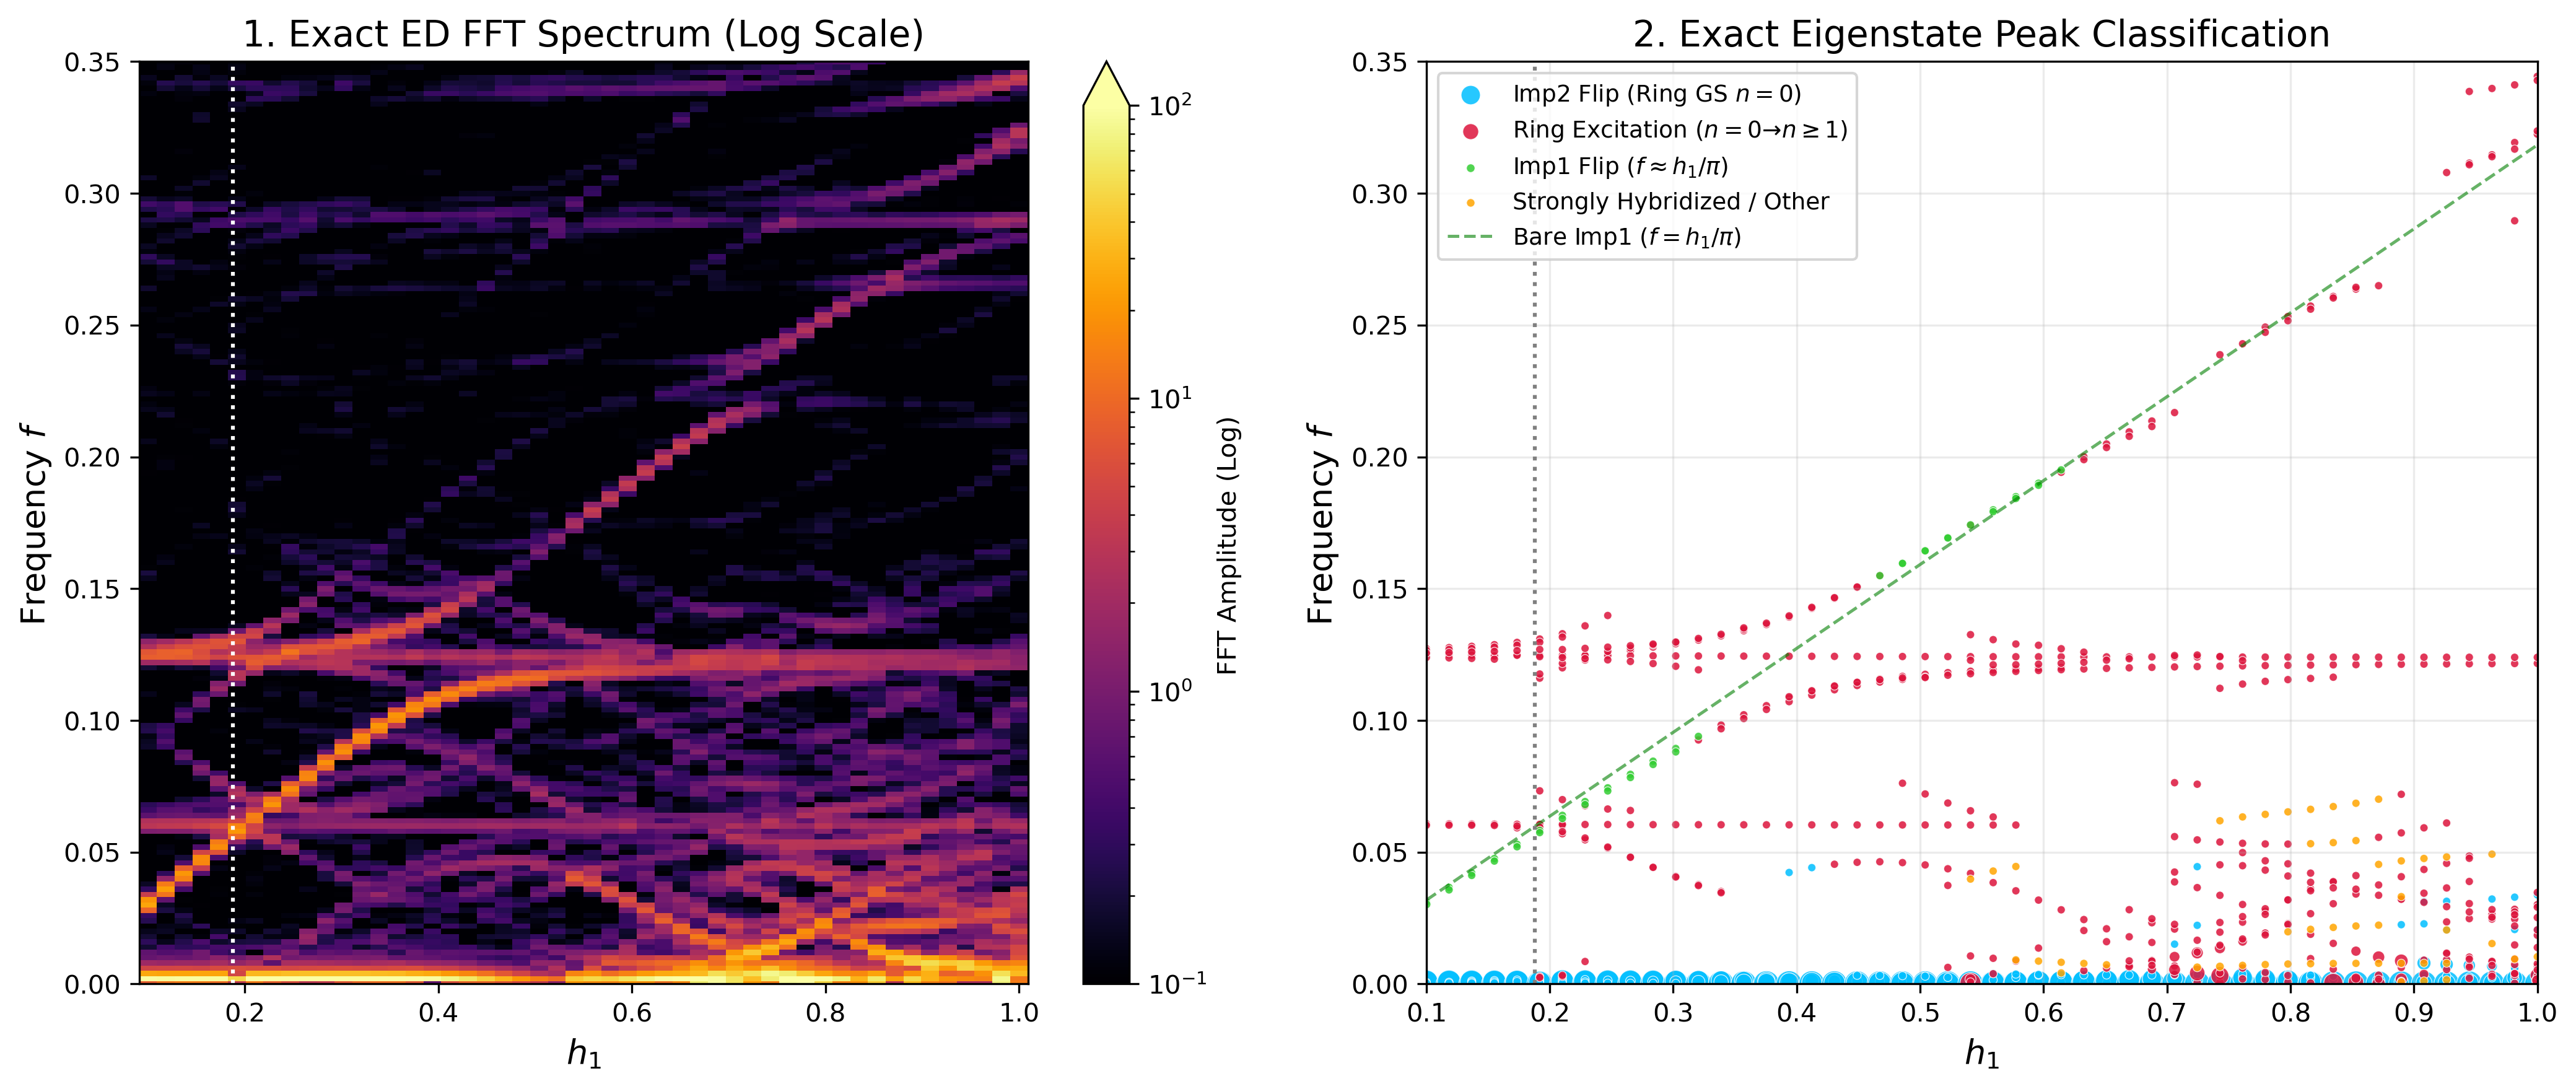 1. Exact ED FFT Spectrum (Log Scale)
Frequency f
0.35
0.30
0.25
0.20
0.15
0.10
0.05
0.00
0.2
0.4
0.6
0.8
1.0
h₁
10²
10¹
10⁰
10⁻¹
FFT Amplitude (Log)
2. Exact Eigenstate Peak Classification
Frequency f
0.35
0.30
0.25
0.20
0.15
0.10
0.05
0.00
Imp2 Flip (Ring GS n = 0)
Ring Excitation (n = 0→n ≥ 1)
Imp1 Flip (f ≈ h₁/π)
Strongly Hybridized / Other
Bare Imp1 (f = h₁/π)
0.1
0.2
0.3
0.4
0.5
0.6
0.7
0.8
0.9
1.0
h₁